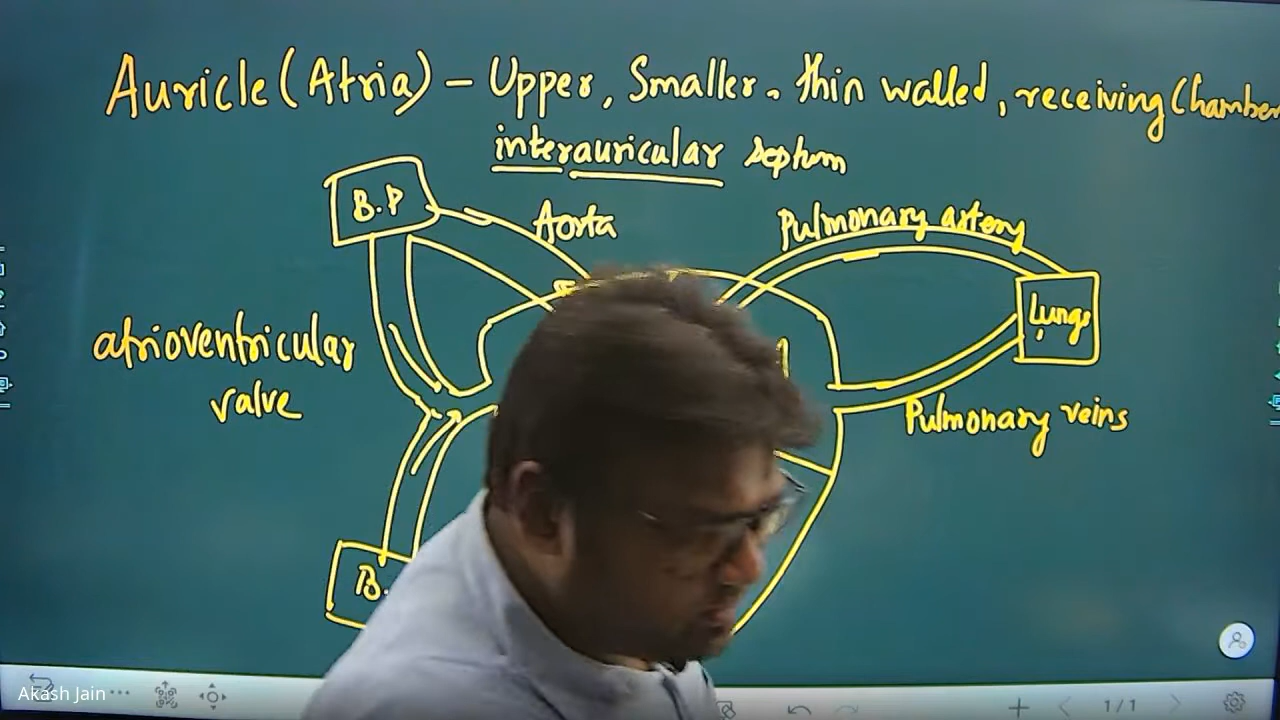 Auricle (Atria) - Upper, Smaller, thin walled, receiving Chamber
interauricular septum
B.P
Aorta
Pulmonary artery
Lungs
atrioventricular
valve
Pulmonary veins
B.
Akash Jain
1/1